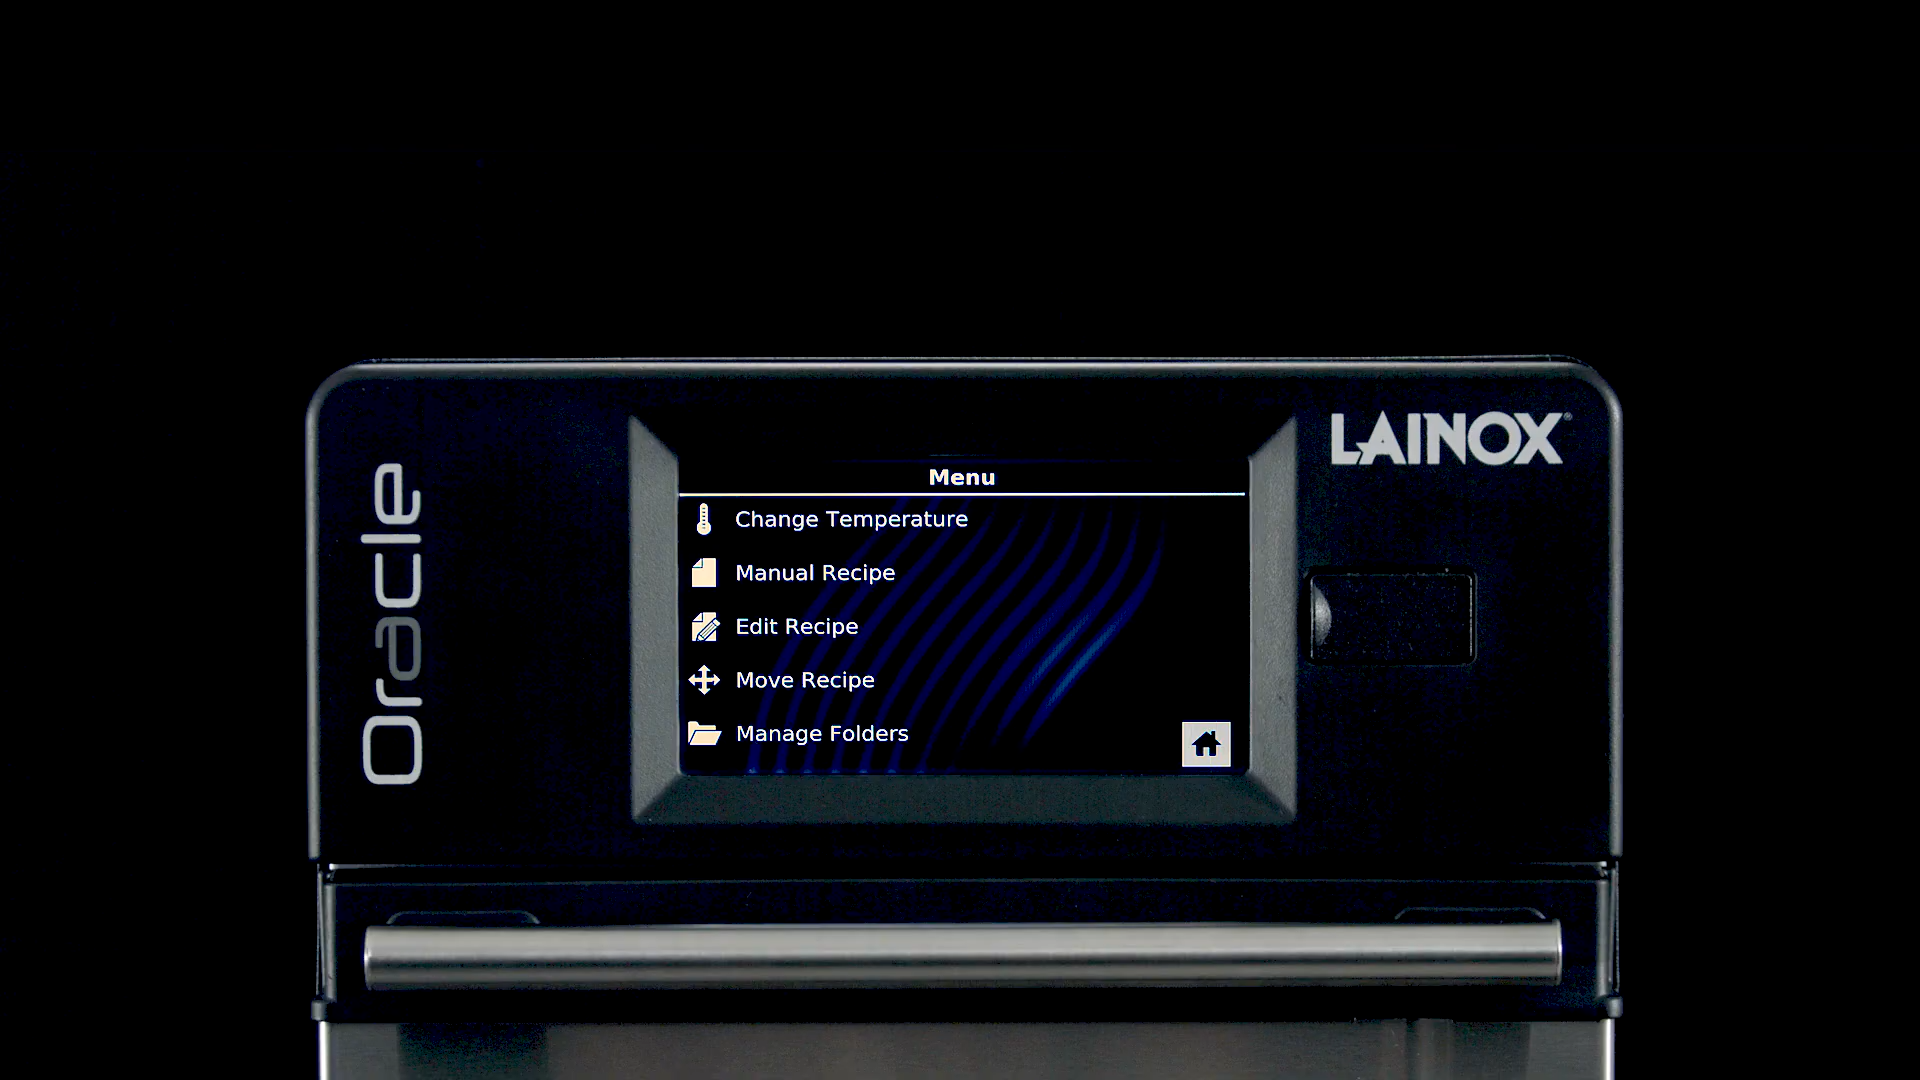 LAINOX®
Oracle
Menu
Change Temperature
Manual Recipe
Edit Recipe
Move Recipe
Manage Folders